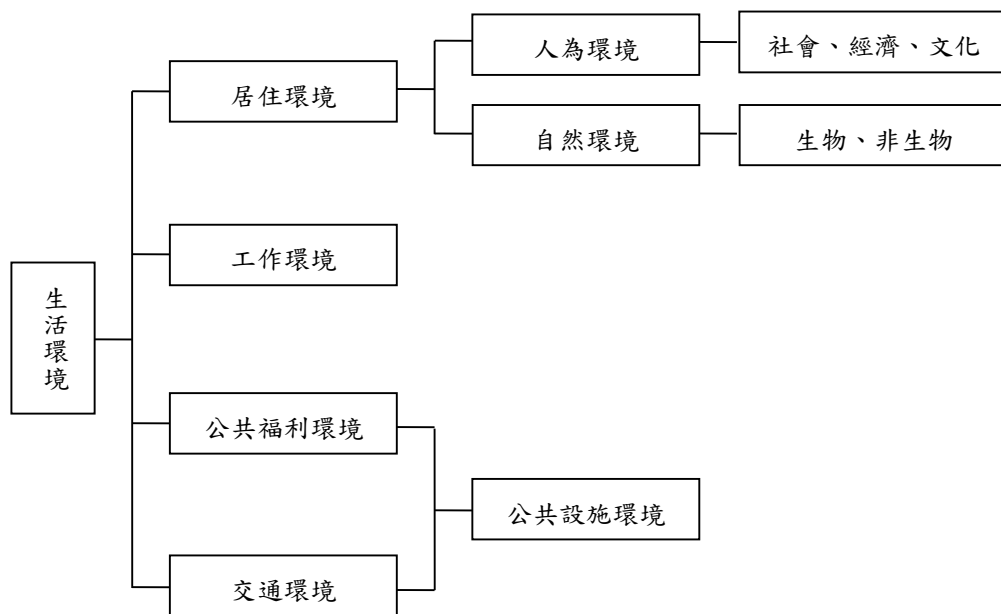 生活環境
居住環境
人為環境
社會、經濟、文化
自然環境
生物、非生物
工作環境
公共福利環境
公共設施環境
交通環境